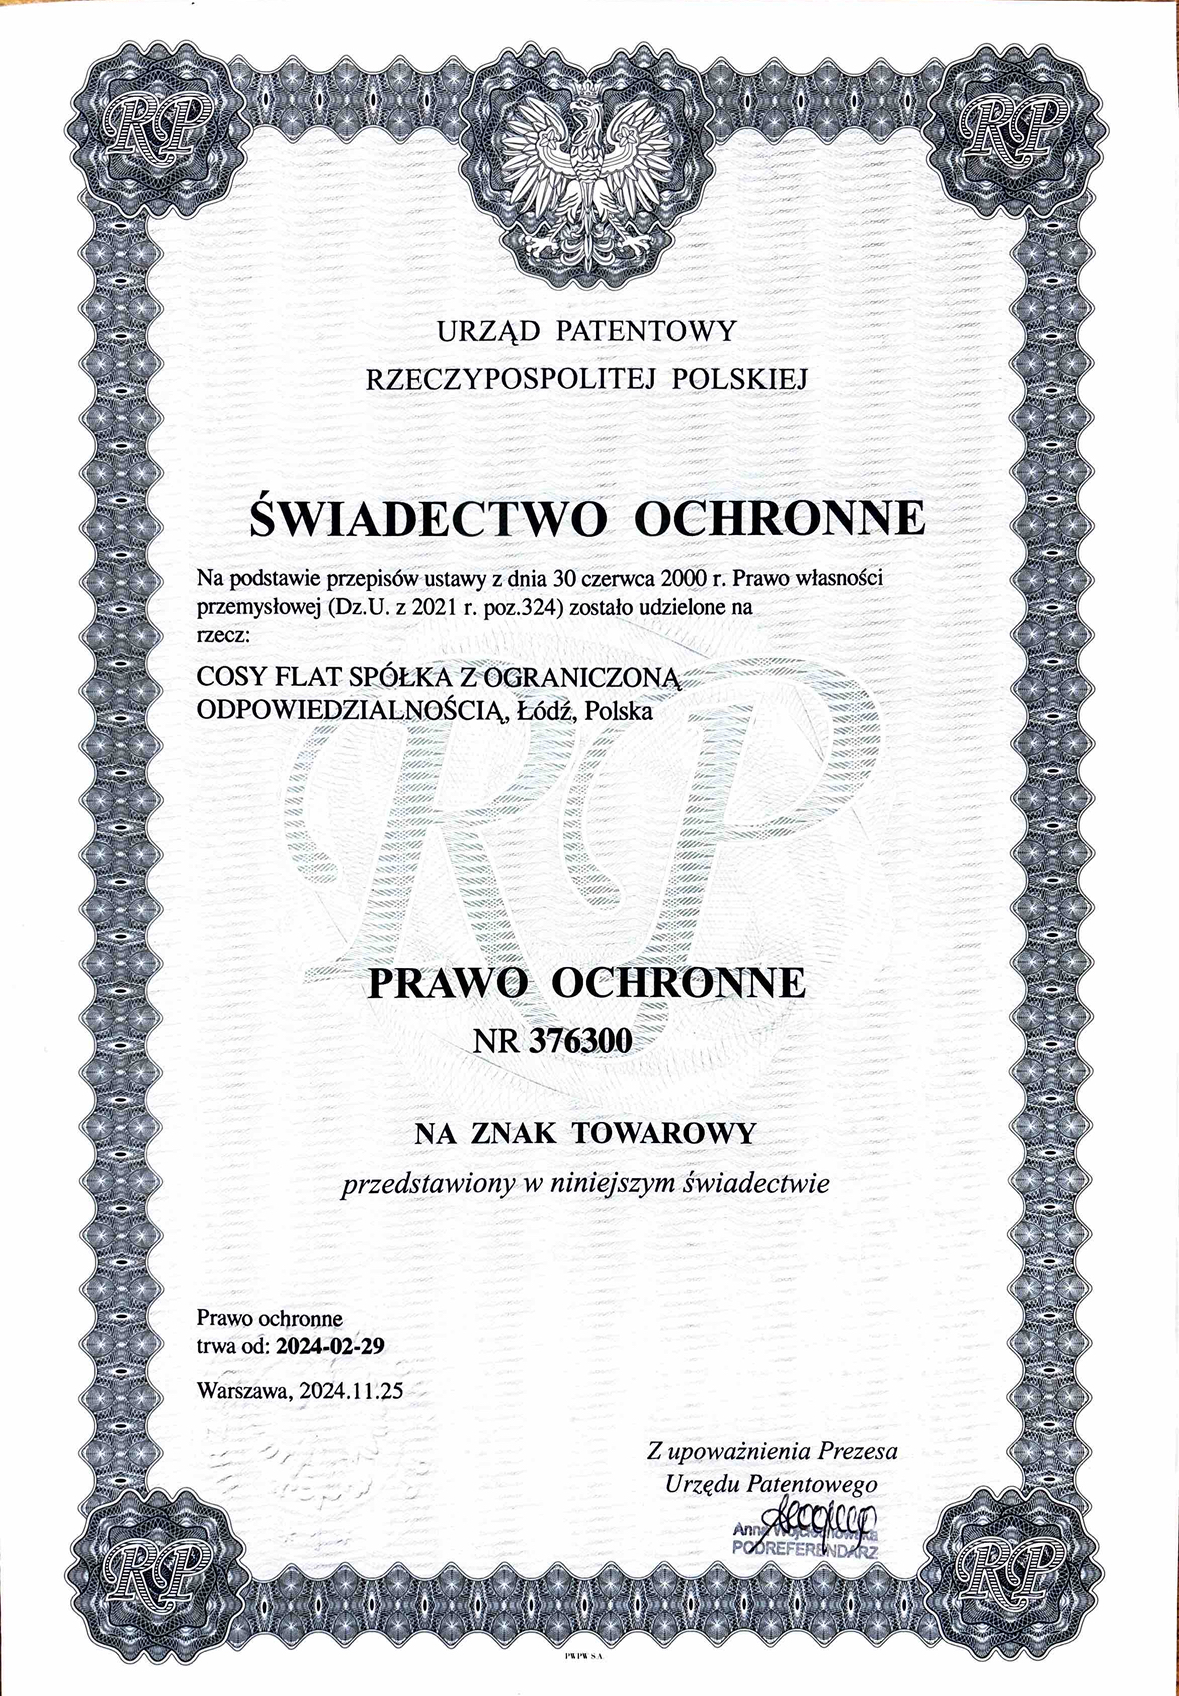 RP
RP
URZĄD PATENTOWY
RZECZYPOSPOLITEJ POLSKIEJ
ŚWIADECTWO OCHRONNE
Na podstawie przepisów ustawy z dnia 30 czerwca 2000 r. Prawo własności
przemysłowej (Dz.U. z 2021 r. poz.324) zostało udzielone na
rzecz:
COSY FLAT SPÓŁKA Z OGRANICZONĄ
ODPOWIEDZIALNOŚCIĄ, Łódź, Polska
RP
PRAWO OCHRONNE
NR 376300
NA ZNAK TOWAROWY
przedstawiony w niniejszym świadectwie
Prawo ochronne
trwa od: 2024-02-29
Warszawa, 2024.11.25
Z upoważnienia Prezesa
Urzędu Patentowego
Anna
PODREFERENDARZ
RP
RP
PWPW S.A